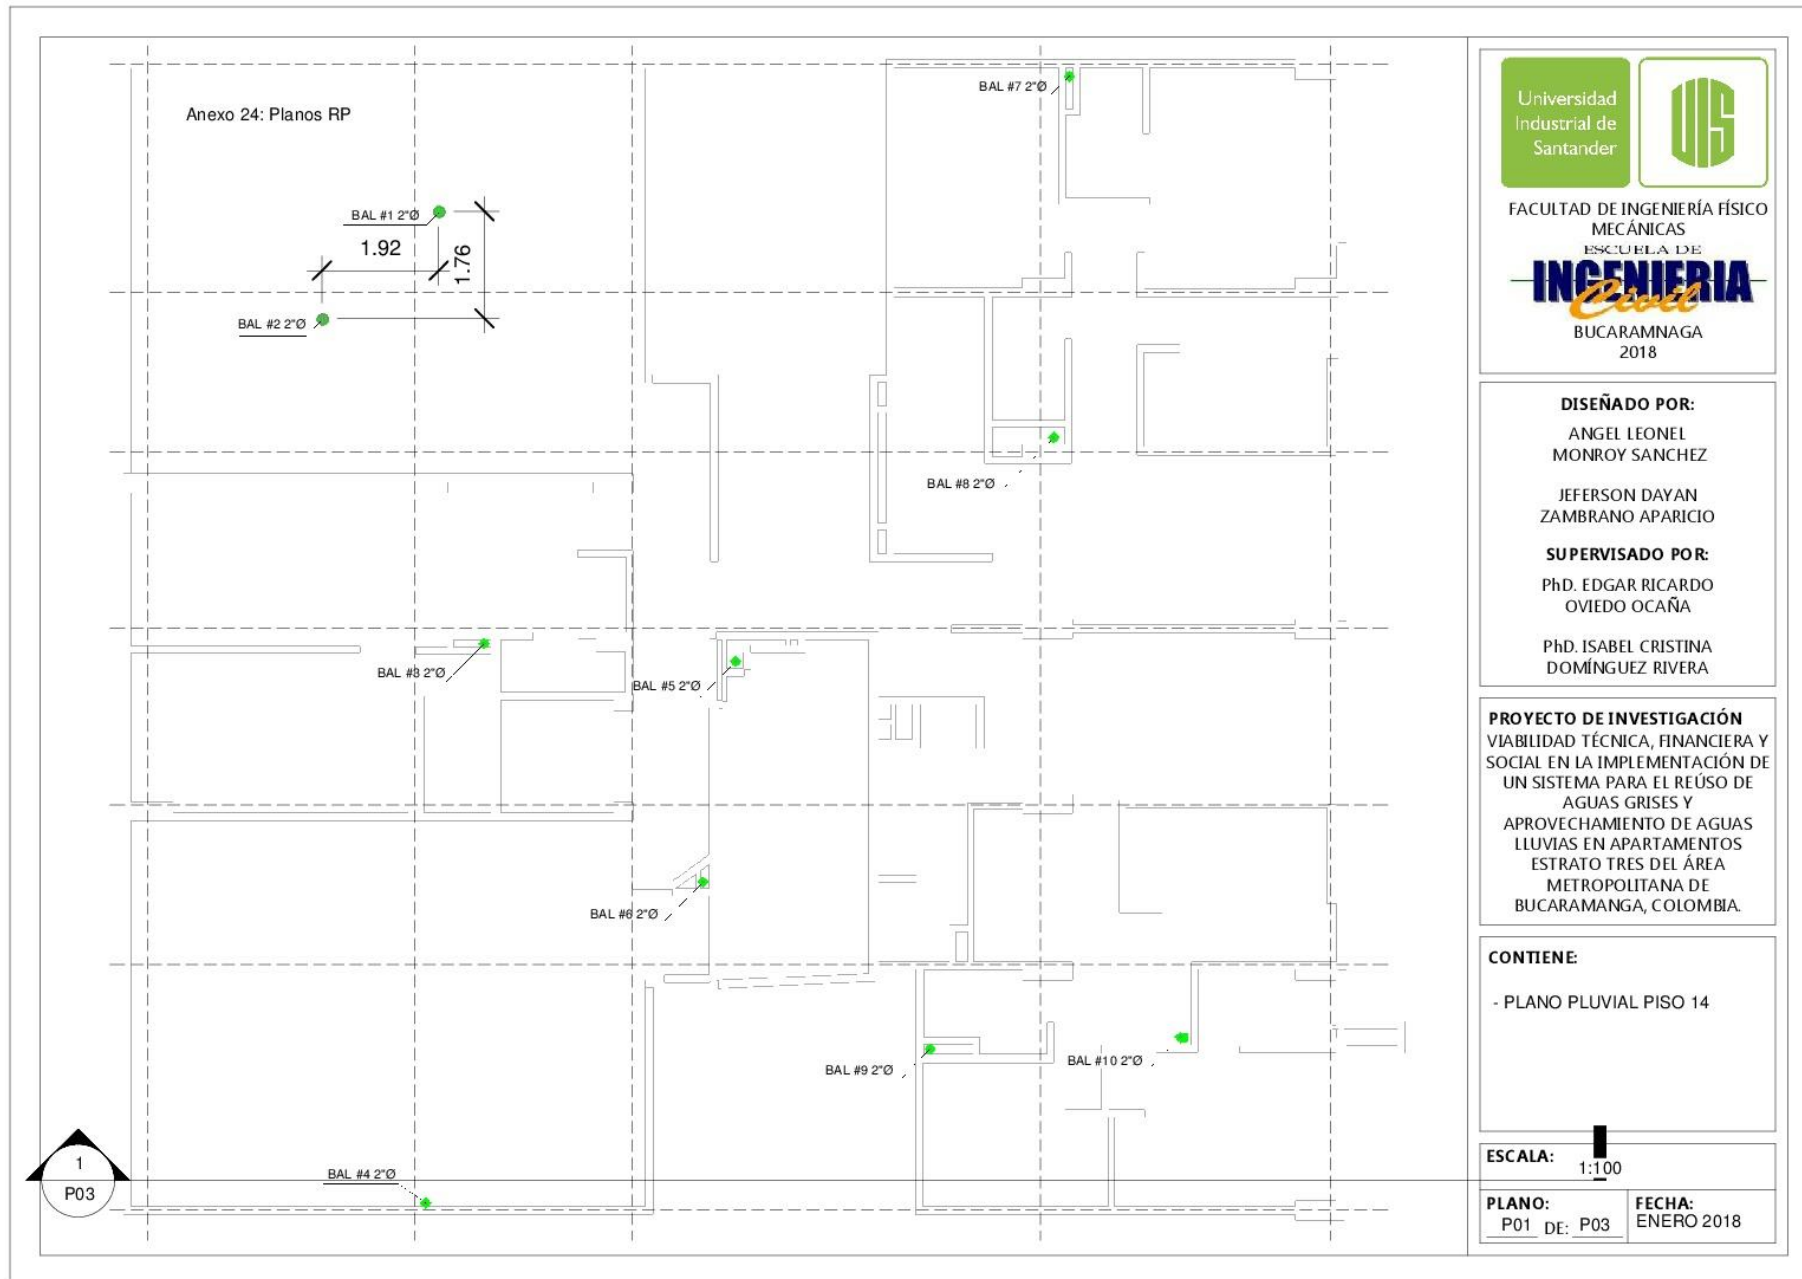 Anexo 24: Planos RP
BAL #7 2"Ø
BAL #1 2"Ø
1.92
1.76
BAL #2 2"Ø
BAL #8 2"Ø
BAL #3 2"Ø
BAL #5 2"Ø
BAL #6 2"Ø
BAL #9 2"Ø
BAL #10 2"Ø
BAL #4 2"Ø
1
P03
Universidad
Industrial de
Santander
UIS
FACULTAD DE INGENIERÍA FÍSICO
MECÁNICAS
ESCUELA DE
INGENIERIA
Civil
BUCARAMNAGA
2018
DISEÑADO POR:
ANGEL LEONEL
MONROY SANCHEZ
JEFERSON DAYAN
ZAMBRANO APARICIO
SUPERVISADO POR:
PhD. EDGAR RICARDO
OVIEDO OCAÑA
PhD. ISABEL CRISTINA
DOMÍNGUEZ RIVERA
PROYECTO DE INVESTIGACIÓN
VIABILIDAD TÉCNICA, FINANCIERA Y
SOCIAL EN LA IMPLEMENTACIÓN DE
UN SISTEMA PARA EL REÚSO DE
AGUAS GRISES Y
APROVECHAMIENTO DE AGUAS
LLUVIAS EN APARTAMENTOS
ESTRATO TRES DEL ÁREA
METROPOLITANA DE
BUCARAMANGA, COLOMBIA.
CONTIENE:
- PLANO PLUVIAL PISO 14
ESCALA: 1:100
PLANO:
P01 DE: P03
FECHA:
ENERO 2018